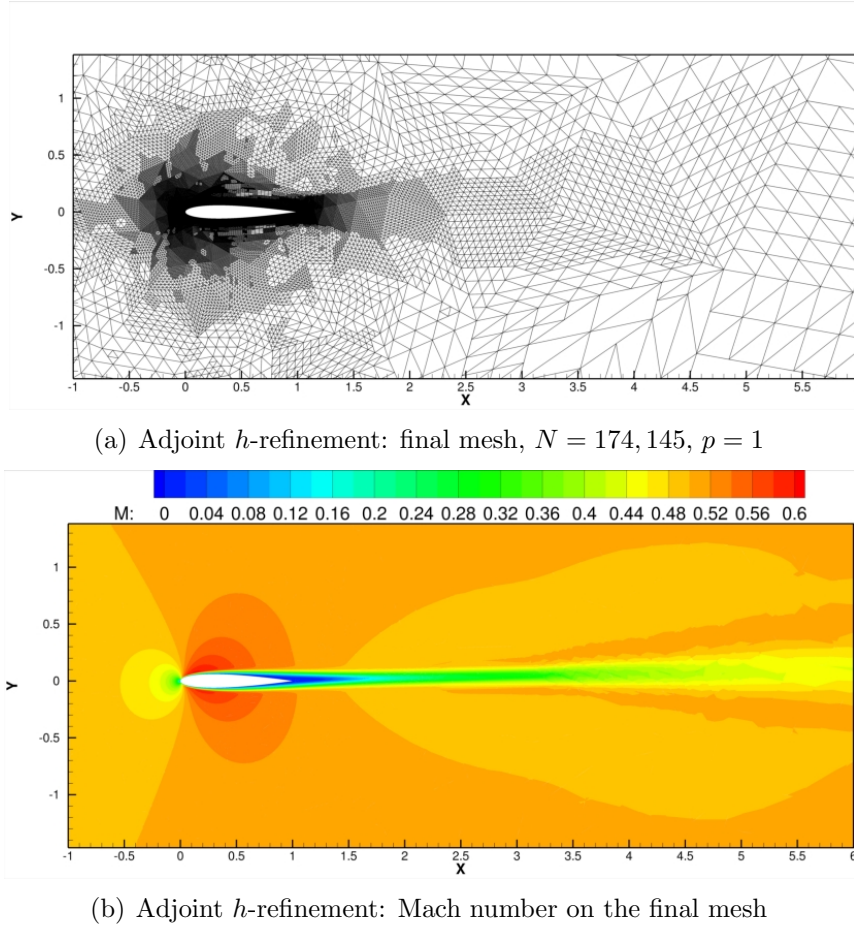 1
0.5
0
-0.5
-1
Y
-1 -0.5 0 0.5 1 1.5 2 2.5 3 3.5 4 4.5 5 5.5
X
(a) Adjoint h-refinement: final mesh, N = 174, 145, p = 1
M: 0 0.04 0.08 0.12 0.16 0.2 0.24 0.28 0.32 0.36 0.4 0.44 0.48 0.52 0.56 0.6
1
0.5
0
-0.5
-1
Y
-1 -0.5 0 0.5 1 1.5 2 2.5 3 3.5 4 4.5 5 5.5 6
X
(b) Adjoint h-refinement: Mach number on the final mesh